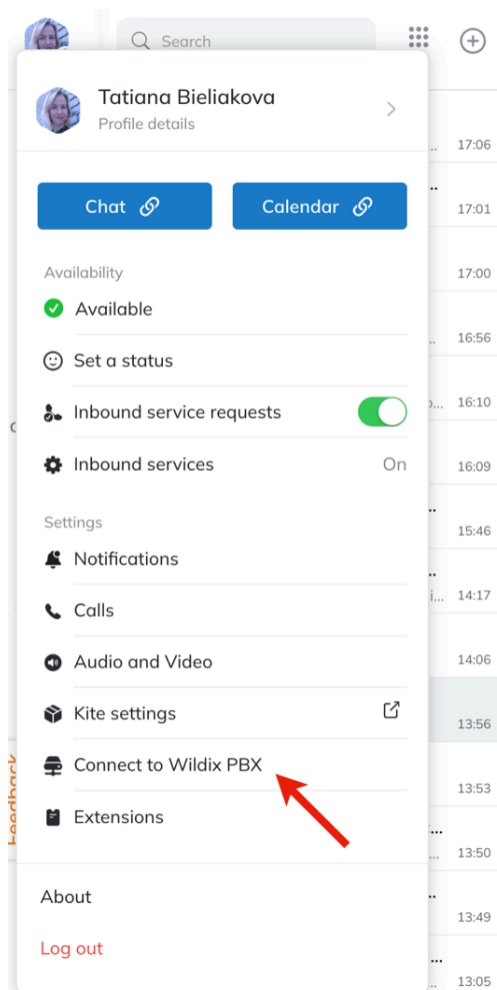 Search
Tatiana Bieliakova
Profile details
Chat
Calendar
Availability
Available
Set a status
Inbound service requests
Inbound services On
Settings
Notifications
Calls
Audio and Video
Kite settings
Connect to Wildix PBX
Extensions
About
Log out
Feedback
.. 17:06
..
17:01
17:00
.. 16:56
... 16:10
16:09
..
15:46
..
i... 14:17
14:06
13:56
13:53
...
... 13:50
..
13:49
...
.. 13:05